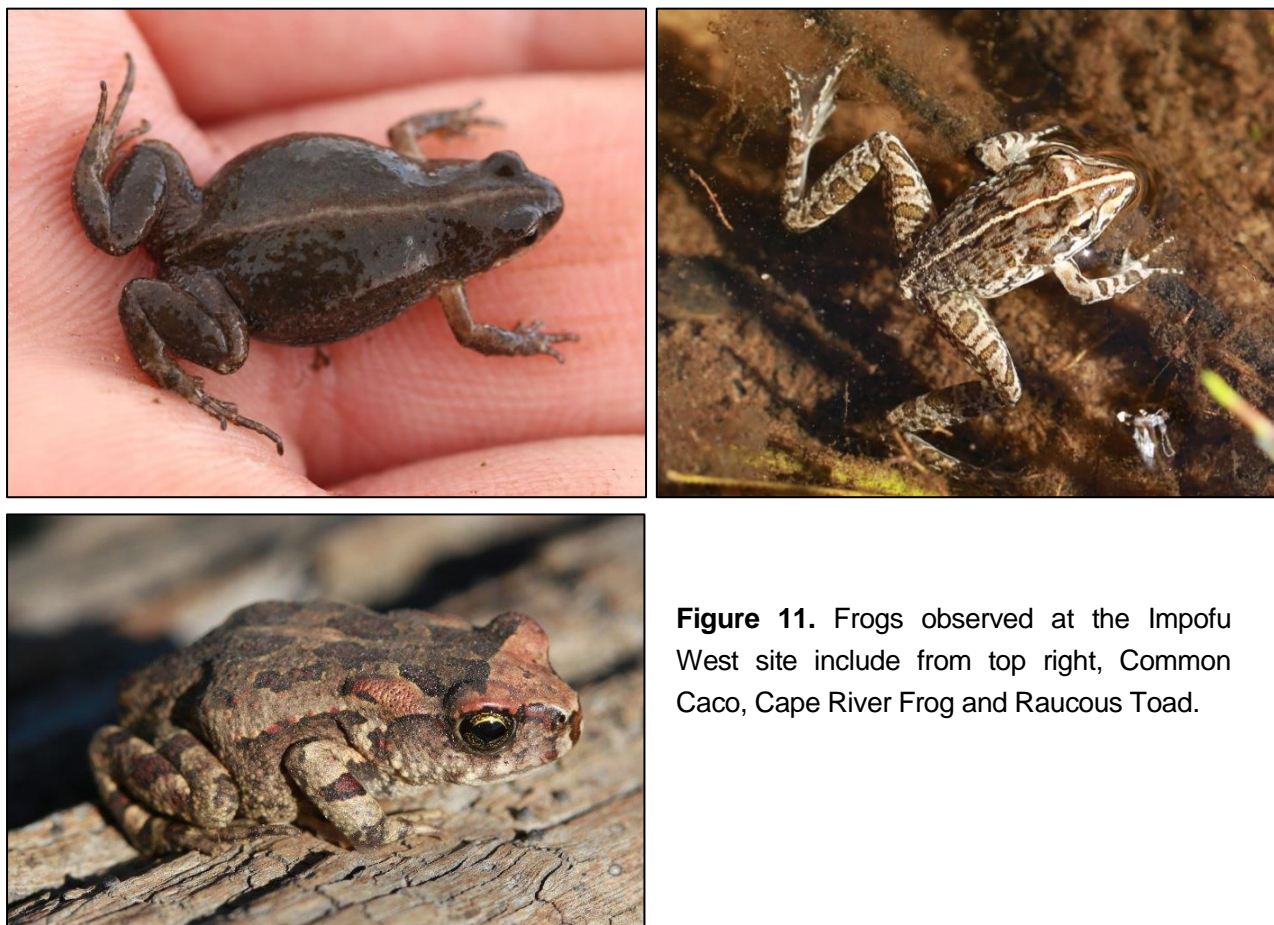 Figure 11. Frogs observed at the Impofu
West site include from top right, Common
Caco, Cape River Frog and Raucous Toad.